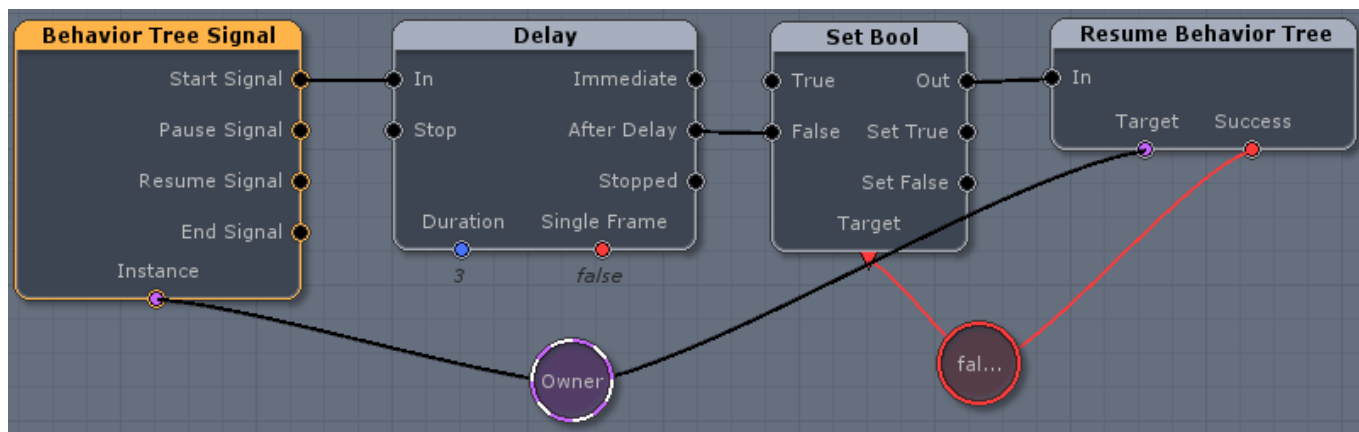 Behavior Tree Signal
Start Signal
Pause Signal
Resume Signal
End Signal
Instance
Delay
In Immediate
Stop After Delay
Stopped
Duration Single Frame
3 false
Set Bool
True Out
False Set True
Set False
Target
Resume Behavior Tree
In
Target Success
Owner
fal...